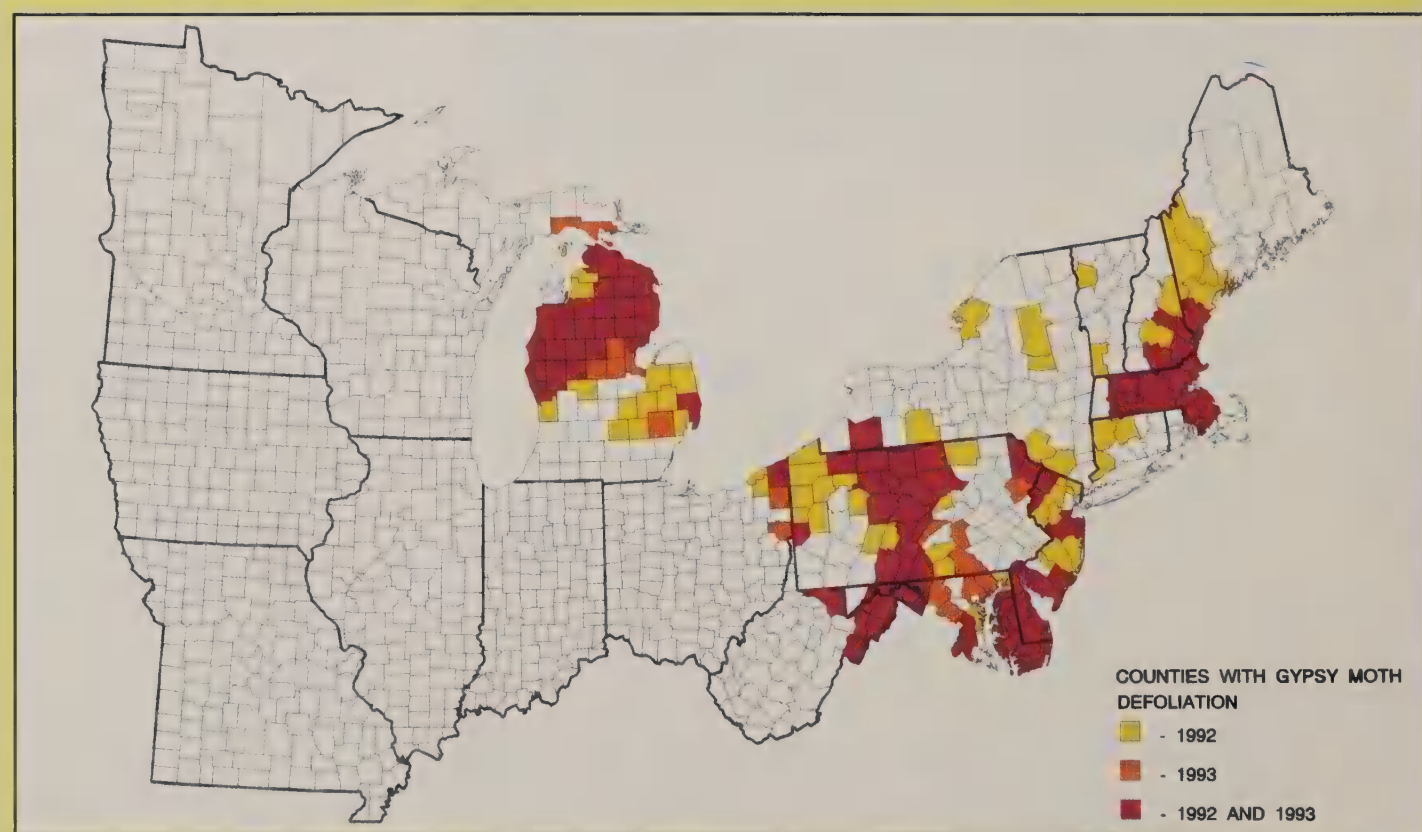 COUNTIES WITH GYPSY MOTH
DEFOLIATION
- 1992
- 1993
- 1992 AND 1993